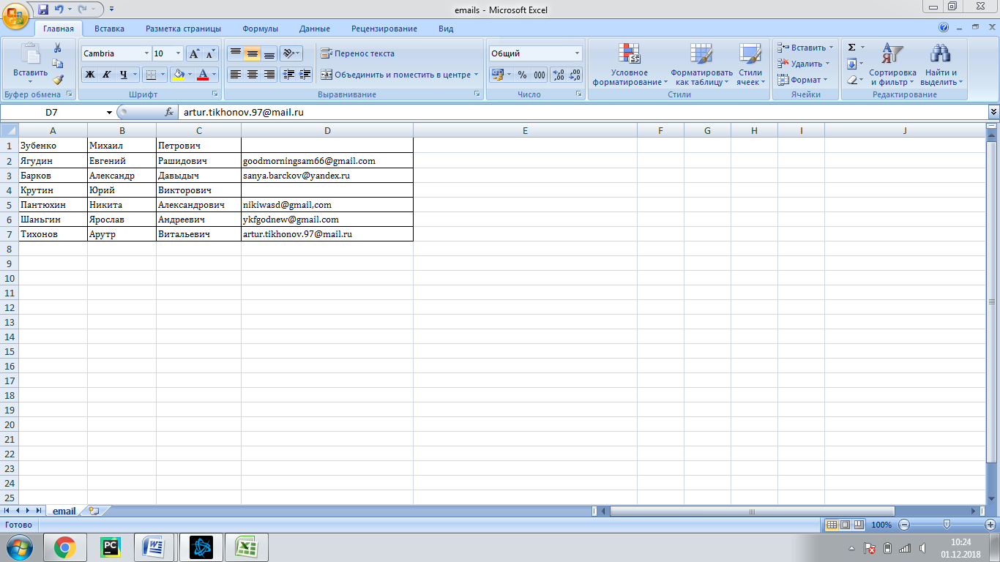 emails - Microsoft Excel
Главная Вставка Разметка страницы Формулы Данные Рецензирование Вид
Вставить
Буфер обмена
Cambria 10
Ж К Ч
Шрифт
Перенос текста
Объединить и поместить в центре
Выравнивание
Общий
% 000
Число
Условное форматирование
Форматировать как таблицу
Стили ячеек
Стили
Вставить
Удалить
Формат
Ячейки
Сортировка и фильтр
Найти и выделить
Редактирование
D7 fx artur.tikhonov.97@mail.ru
A B C D E F G H I J
1 Зубенко Михаил Петрович
2 Ягудин Евгений Рашидович goodmorningsam66@gmail.com
3 Барков Александр Давыдыч sanya.barckov@yandex.ru
4 Крутин Юрий Викторович
5 Пантюхин Никита Александрович nikiwasd@gmail,com
6 Шаньгин Ярослав Андреевич ykfgodnew@gmail.com
7 Тихонов Арутр Витальевич artur.tikhonov.97@mail.ru
8
9
10
11
12
13
14
15
16
17
18
19
20
21
22
23
24
25
email
Готово 100%
PC
10:24
01.12.2018